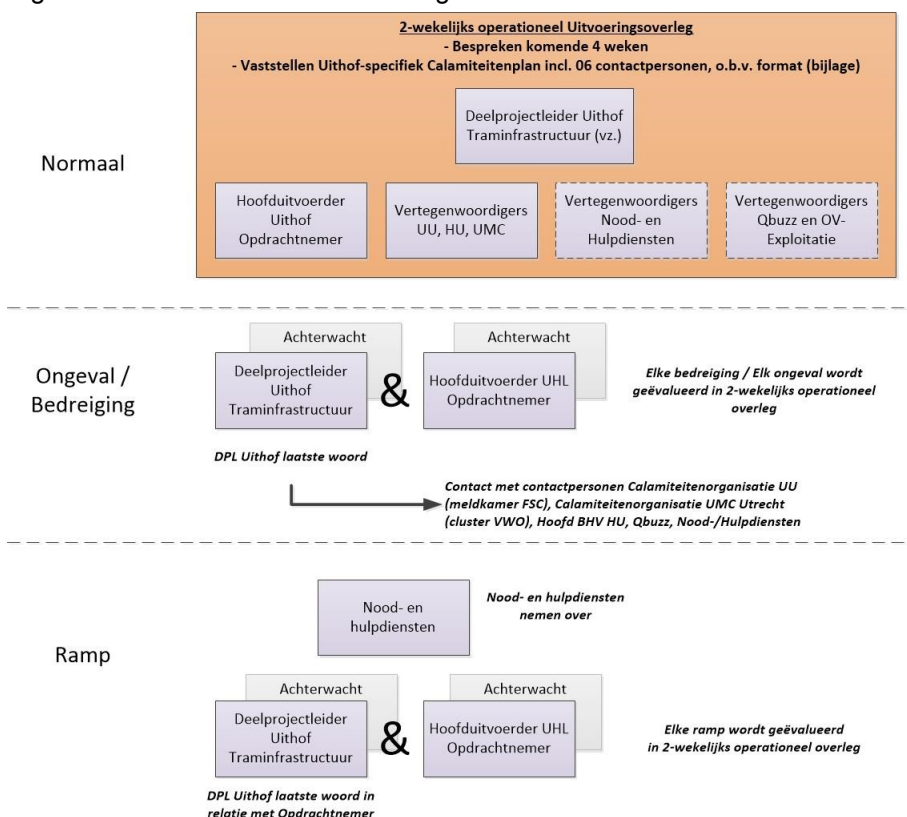 2-wekelijks operationeel Uitvoeringsoverleg
- Bespreken komende 4 weken
- Vaststellen Uithof-specifiek Calamiteitenplan incl. 06 contactpersonen, o.b.v. format (bijlage)
Deelprojectleider Uithof
Traminfrastructuur (vz.)
Normaal
Hoofduitvoerder
Uithof
Opdrachtnemer
Vertegenwoordigers
UU, HU, UMC
Vertegenwoordigers
Nood- en
Hulpdiensten
Vertegenwoordigers
Qbuzz en OV-
Exploitatie
Ongeval /
Bedreiging
Achterwacht
Deelprojectleider
Uithof
Traminfrastructuur
&
Achterwacht
Hoofduitvoerder UHL
Opdrachtnemer
Elke bedreiging / Elk ongeval wordt
geëvalueerd in 2-wekelijks operationeel
overleg
DPL Uithof laatste woord
Contact met contactpersonen Calamiteitenorganisatie UU
(meldkamer FSC), Calamiteitenorganisatie UMC Utrecht
(cluster VWO), Hoofd BHV HU, Qbuzz, Nood-/Hulpdiensten
Ramp
Nood- en
hulpdiensten
Nood- en hulpdiensten
nemen over
Achterwacht
Deelprojectleider
Uithof
Traminfrastructuur
&
Achterwacht
Hoofduitvoerder UHL
Opdrachtnemer
Elke ramp wordt geëvalueerd
in 2-wekelijks operationeel overleg
DPL Uithof laatste woord in
relatie met Opdrachtnemer